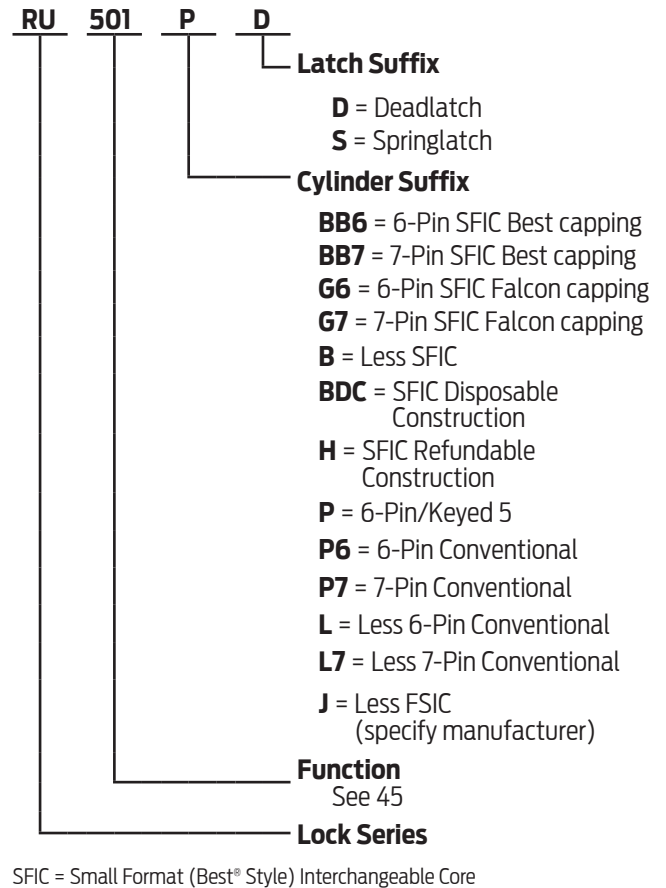 RU 501 P D
Latch Suffix
D = Deadlatch
S = Springlatch
Cylinder Suffix
BB6 = 6-Pin SFIC Best capping
BB7 = 7-Pin SFIC Best capping
G6 = 6-Pin SFIC Falcon capping
G7 = 7-Pin SFIC Falcon capping
B = Less SFIC
BDC = SFIC Disposable
Construction
H = SFIC Refundable
Construction
P = 6-Pin/Keyed 5
P6 = 6-Pin Conventional
P7 = 7-Pin Conventional
L = Less 6-Pin Conventional
L7 = Less 7-Pin Conventional
J = Less FSIC
(specify manufacturer)
Function
See 45
Lock Series
SFIC = Small Format (Best® Style) Interchangeable Core